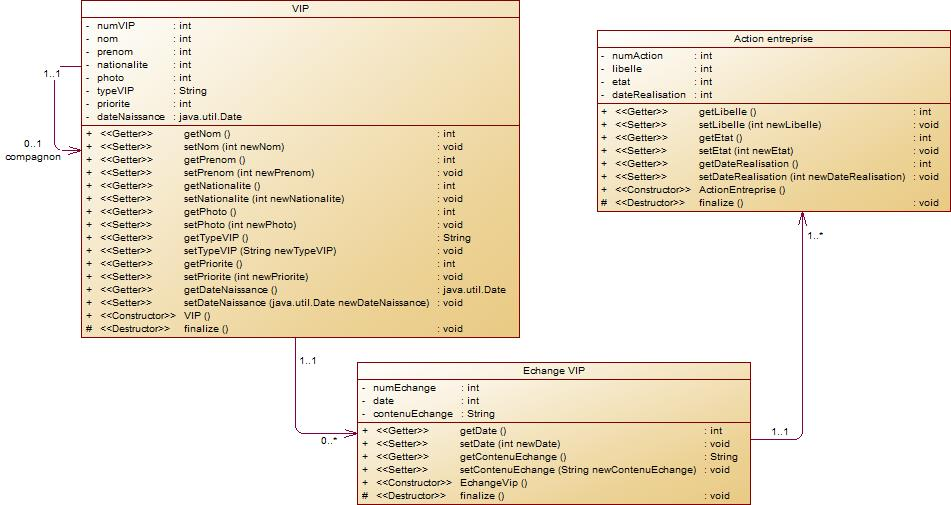 VIP
- numVIP : int
- nom : int
- prenom : int
- nationalite : int
- photo : int
- typeVIP : String
- priorite : int
- dateNaissance : java.util.Date
+ <<Getter>> getNom () : int
+ <<Setter>> setNom (int newNom) : void
+ <<Getter>> getPrenom () : int
+ <<Setter>> setPrenom (int newPrenom) : void
+ <<Getter>> getNationalite () : int
+ <<Setter>> setNationalite (int newNationalite) : void
+ <<Getter>> getPhoto () : int
+ <<Setter>> setPhoto (int newPhoto) : void
+ <<Getter>> getTypeVIP () : String
+ <<Setter>> setTypeVIP (String newTypeVIP) : void
+ <<Getter>> getPriorite () : int
+ <<Setter>> setPriorite (int newPriorite) : void
+ <<Getter>> getDateNaissance () : java.util.Date
+ <<Setter>> setDateNaissance (java.util.Date newDateNaissance) : void
+ <<Constructor>> VIP ()
# <<Destructor>> finalize () : void
1..1
0..1
compagnon
Action entreprise
- numAction : int
- libelle : int
- etat : int
- dateRealisation : int
+ <<Getter>> getLibelle () : int
+ <<Setter>> setLibelle (int newLibelle) : void
+ <<Getter>> getEtat () : int
+ <<Setter>> setEtat (int newEtat) : void
+ <<Getter>> getDateRealisation () : int
+ <<Setter>> setDateRealisation (int newDateRealisation) : void
+ <<Constructor>> ActionEntreprise ()
# <<Destructor>> finalize () : void
1..*
1..1
0..*
Echange VIP
- numEchange : int
- date : int
- contenuEchange : String
+ <<Getter>> getDate () : int
+ <<Setter>> setDate (int newDate) : void
+ <<Getter>> getContenuEchange () : String
+ <<Setter>> setContenuEchange (String newContenuEchange) : void
+ <<Constructor>> EchangeVip ()
# <<Destructor>> finalize () : void
1..1